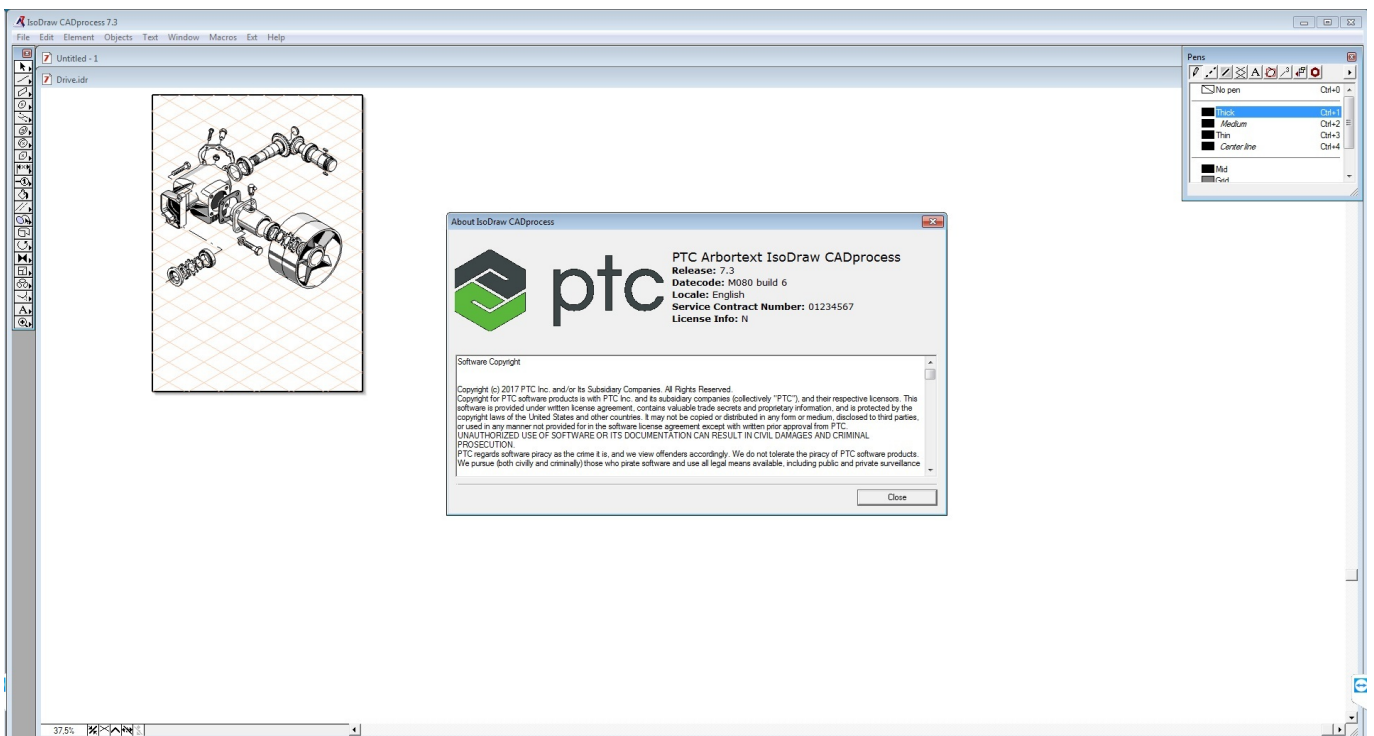 IsoDraw CADprocess 7.3
File Edit Element Objects Text Window Macros Ext Help
Untitled - 1
Drive.idr
Pens
No pen Ctrl+0
Thick Ctrl+1
Medium Ctrl+2
Thin Ctrl+3
Center line Ctrl+4
Mid
Grid
About IsoDraw CADprocess
ptc
PTC Arbortext IsoDraw CADprocess
Release: 7.3
Datecode: M080 build 6
Locale: English
Service Contract Number: 01234567
License Info: N
Software Copyright
Copyright (c) 2017 PTC Inc. and/or Its Subsidiary Companies. All Rights Reserved.
Copyright for PTC software products is with PTC Inc. and its subsidiary companies (collectively "PTC"), and their respective licensors. This
software is provided under written license agreement, contains valuable trade secrets and proprietary information, and is protected by the
copyright laws of the United States and other countries. It may not be copied or distributed in any form or medium, disclosed to third parties,
or used in any manner not provided for in the software license agreement except with written prior approval from PTC.
UNAUTHORIZED USE OF SOFTWARE OR ITS DOCUMENTATION CAN RESULT IN CIVIL DAMAGES AND CRIMINAL
PROSECUTION.
PTC regards software piracy as the crime it is, and we view offenders accordingly. We do not tolerate the piracy of PTC software products.
We pursue (both civilly and criminally) those who pirate software and use all legal means available, including public and private surveillance
Close
37,5%